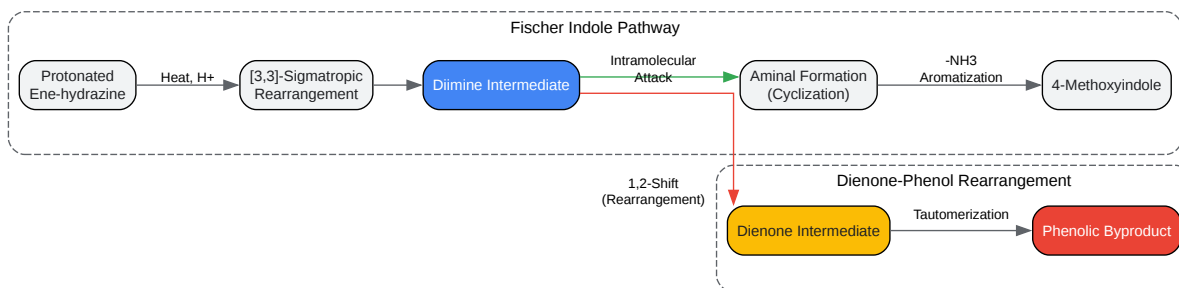 Fischer Indole Pathway
Protonated
Ene-hydrazine
Heat, H+
[3,3]-Sigmatropic
Rearrangement
Diimine Intermediate
Intramolecular
Attack
Aminal Formation
(Cyclization)
-NH3
Aromatization
4-Methoxyindole
1,2-Shift
(Rearrangement)
Dienone-Phenol Rearrangement
Dienone Intermediate
Tautomerization
Phenolic Byproduct